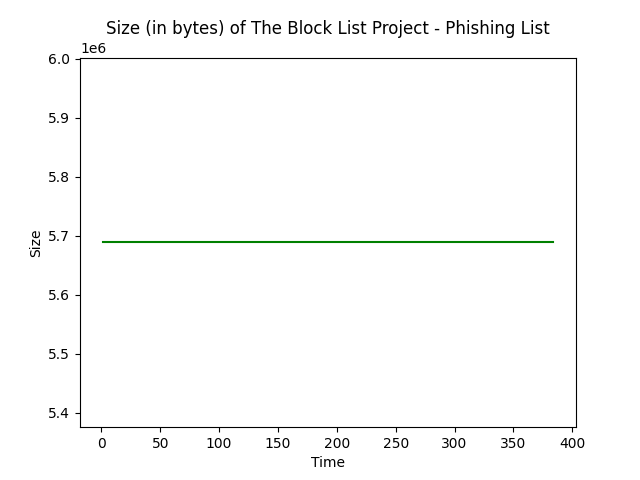 Size (in bytes) of The Block List Project - Phishing List
1e6
6.0
5.9
5.8
5.7
5.6
5.5
5.4
Size
0 50 100 150 200 250 300 350 400
Time